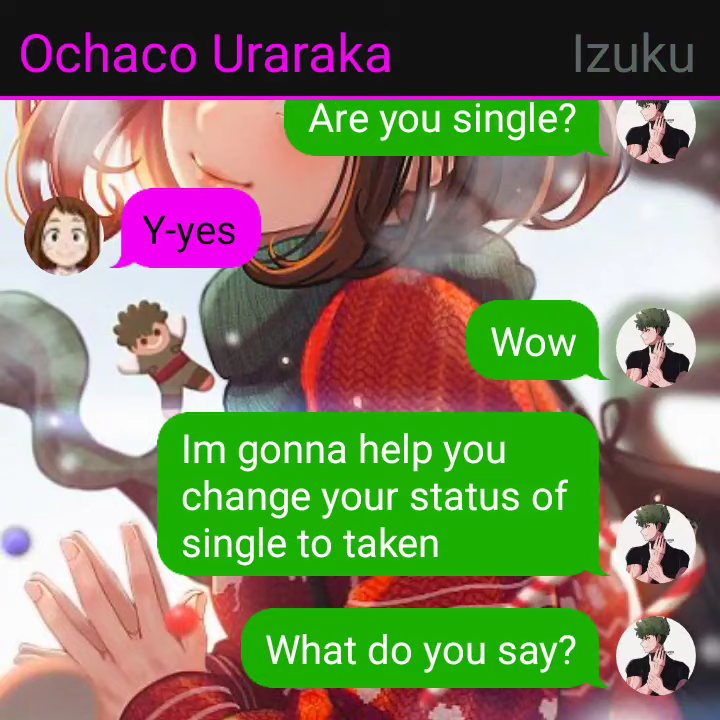 Ochaco Uraraka Izuku
Are you single?
Y-yes
Wow
Im gonna help you
change your status of
single to taken
What do you say?